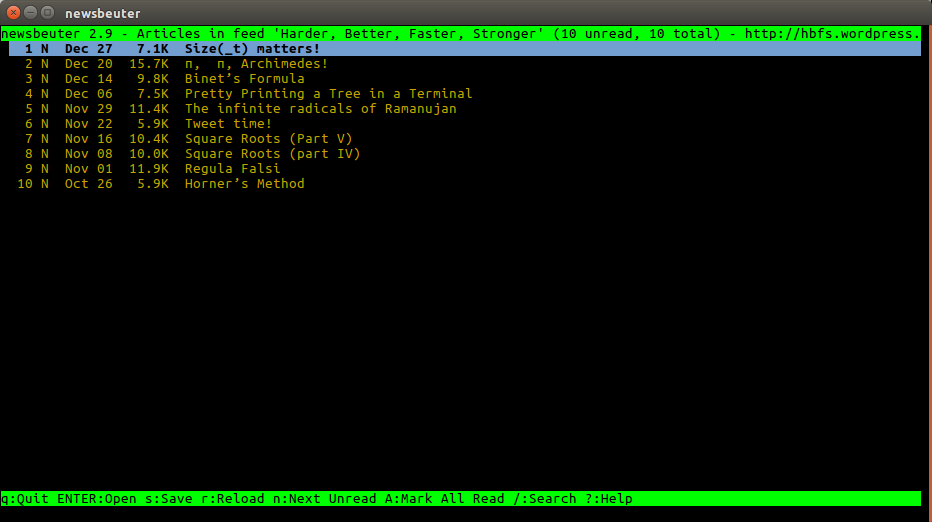 newsbeuter
newsbeuter 2.9 - Articles in feed 'Harder, Better, Faster, Stronger' (10 unread, 10 total) - http://hbfs.wordpress.
1 N Dec 27 7.1K Size(_t) matters!
2 N Dec 20 15.7K π, π, Archimedes!
3 N Dec 14 9.8K Binet’s Formula
4 N Dec 06 7.5K Pretty Printing a Tree in a Terminal
5 N Nov 29 11.4K The infinite radicals of Ramanujan
6 N Nov 22 5.9K Tweet time!
7 N Nov 16 10.4K Square Roots (Part V)
8 N Nov 08 10.0K Square Roots (part IV)
9 N Nov 01 11.9K Regula Falsi
10 N Oct 26 5.9K Horner’s Method
q:Quit ENTER:Open s:Save r:Reload n:Next Unread A:Mark All Read /:Search ?:Help